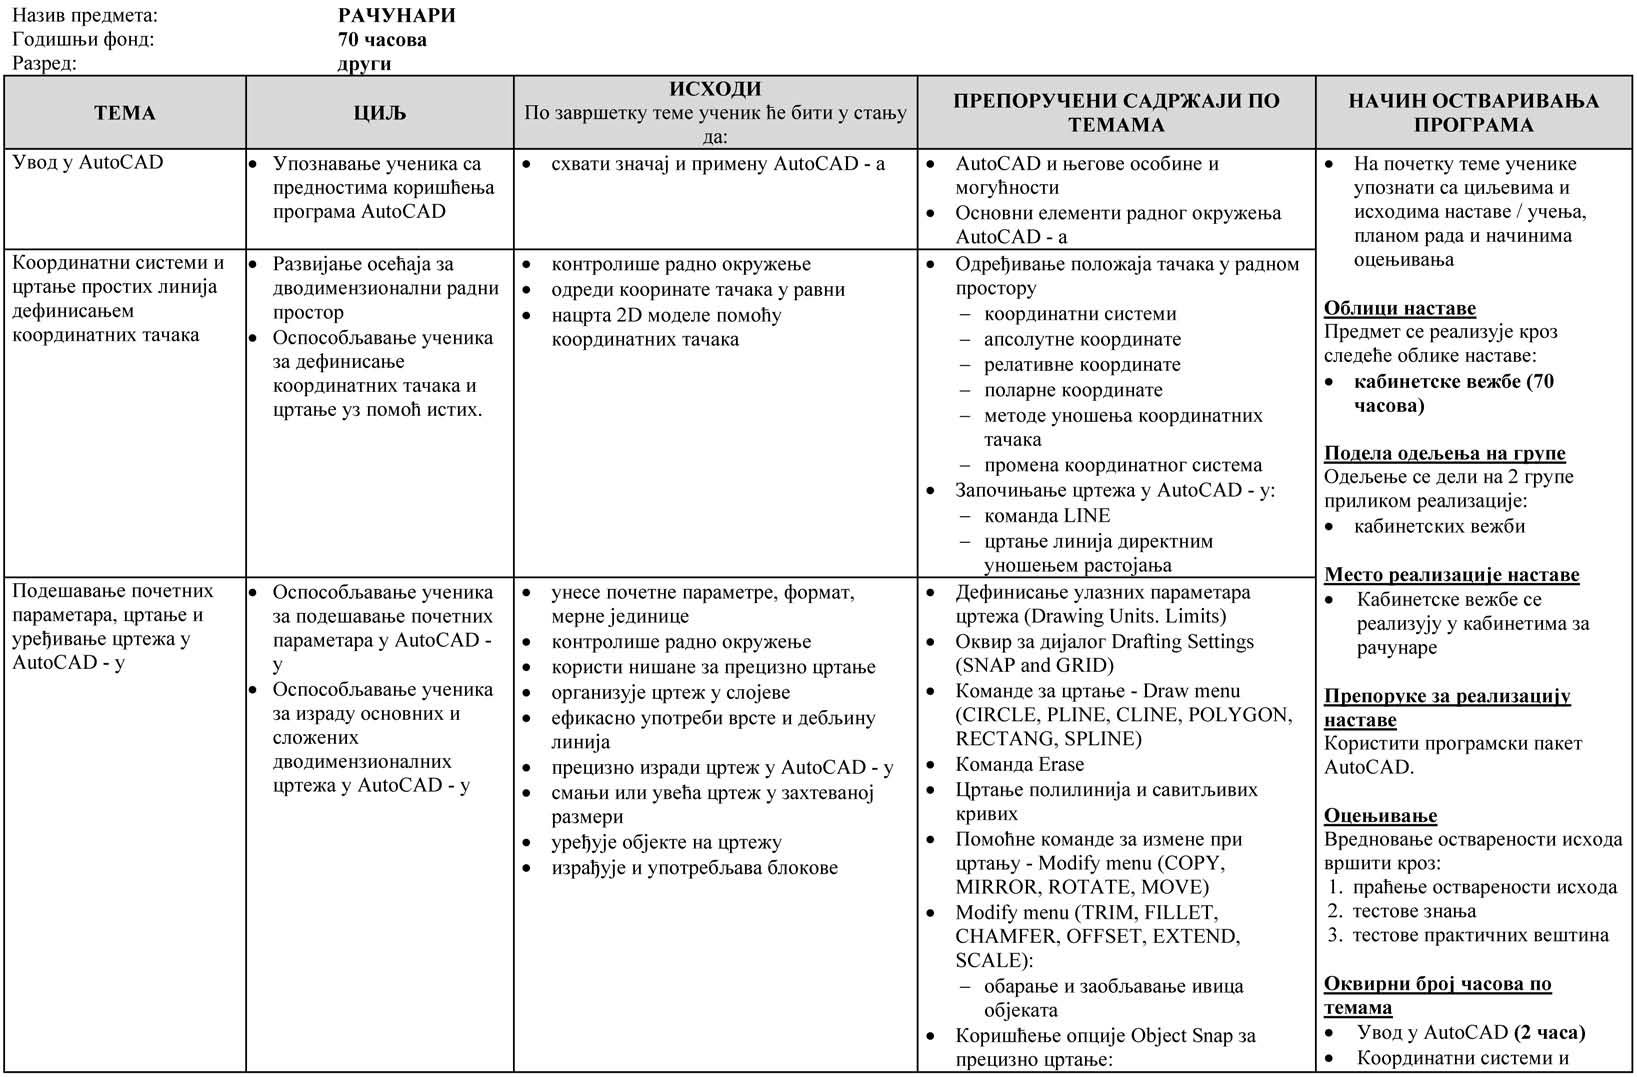 Назив предмета: РАЧУНАРИ
Годишњи фонд: 70 часова
Разред: други
ТЕМА
ЦИЉ
ИСХОДИ
По завршетку теме ученик ће бити у стању
да:
ПРЕПОРУЧЕНИ САДРЖАЈИ ПО
ТЕМАМА
НАЧИН ОСТВАРИВАЊА
ПРОГРАМА
Увод у AutoCAD
• Упознавање ученика са
предностима коришћења
програма AutoCAD
• схвати значај и примену AutoCAD - a
• AutoCAD и његове особине и
могућности
• Основни елементи радног окружења
AutoCAD - a
Координатни системи и
цртање простих линија
дефинисањем
координатних тачака
• Развијање осећаја за
дводимензионални радни
простор
• Оспособљавање ученика
за дефинисање
координатних тачака и
цртање уз помоћ истих.
• контролише радно окружење
• одреди кооринате тачака у равни
• нацрта 2D моделе помоћу
координатних тачака
• Одређивање положаја тачака у радном
простору
– координатни системи
– апсолутне координате
– релативне координате
– поларне координате
– методе уношења координатних
тачака
– промена координатног система
• Започињање цртежа у AutoCAD - у:
– команда LINE
– цртање линија директним
уношењем растојања
Подешавање почетних
параметара, цртање и
уређивање цртежа у
AutoCAD - у
• Оспособљавање ученика
за подешавање почетних
параметара у AutoCAD -
у
• Оспособљавање ученика
за израду основних и
сложених
дводимензионалних
цртежа у AutoCAD - у
• унесе почетне параметре, формат,
мерне јединице
• контролише радно окружење
• користи нишане за прецизно цртање
• организује цртеж у слојеве
• ефикасно употреби врсте и дебљину
линија
• прецизно изради цртеж у AutoCAD - у
• смањи или увећа цртеж у захтеваној
размери
• уређује објекте на цртежу
• израђује и употребљава блокове
• Дефинисање улазних параметара
цртежа (Drawing Units. Limits)
• Оквир за дијалог Drafting Settings
(SNAP and GRID)
• Команде за цртање - Draw menu
(CIRCLE, PLINE, CLINE, POLYGON,
RECTANG, SPLINE)
• Команда Erase
• Цртање полилинија и савитљивих
кривих
• Помоћне команде за измене при
цртању - Modify menu (COPY,
MIRROR, ROTATE, MOVE)
• Modify menu (TRIM, FILLET,
CHAMFER, OFFSET, EXTEND,
SCALE):
– обарање и заобљавање ивица
објеката
• Коришћење опције Object Snap за
прецизно цртање:
• На почетку теме ученике
упознати са циљевима и
исходима наставе / учења,
планом рада и начинима
оцењивања
Облици наставе
Предмет се реализује кроз
следеће облике наставе:
• кабинетске вежбе (70
часова)
Подела одељења на групе
Одељење се дели на 2 групе
приликом реализације:
• кабинетских вежби
Место реализације наставе
• Кабинетске вежбе се
реализују у кабинетима за
рачунаре
Препоруке за реализацију
наставе
Користити програмски пакет
AutoCAD.
Оцењивање
Вредновање остварености исхода
вршити кроз:
1. праћење остварености исхода
2. тестове знања
3. тестове практичних вештина
Оквирни број часова по
темама
• Увод у AutoCAD (2 часа)
• Координатни системи и